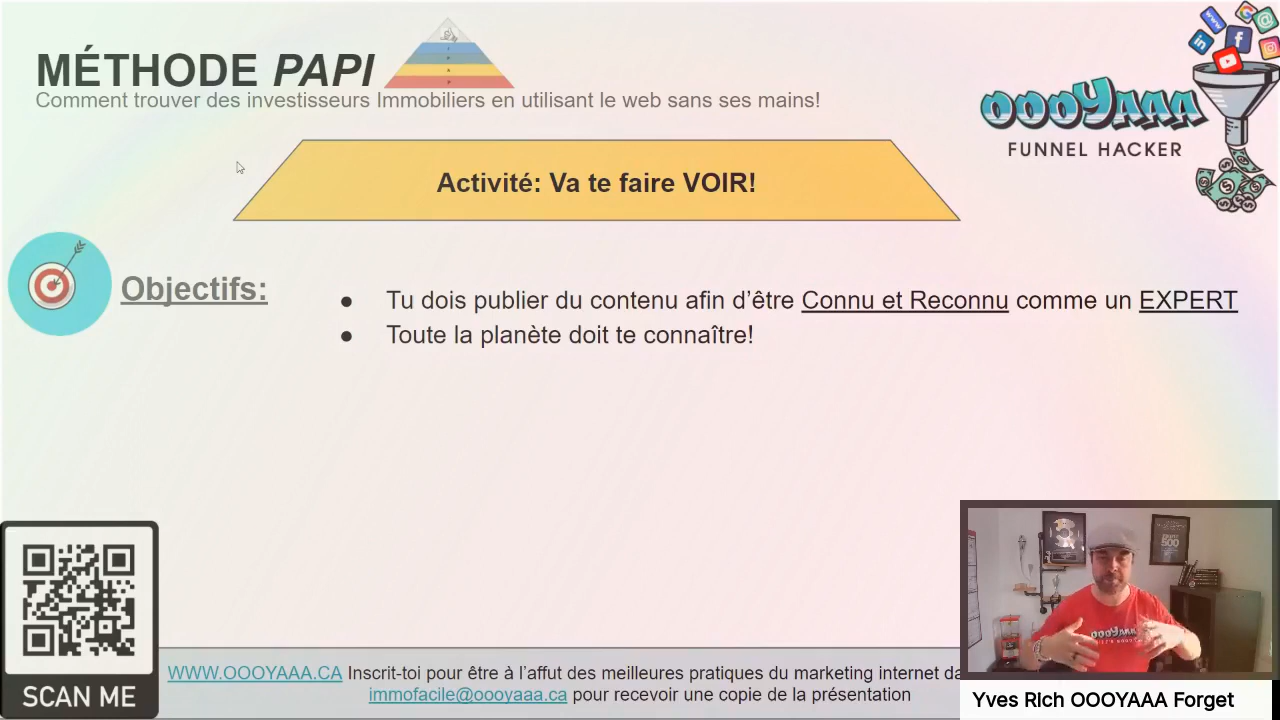 MÉTHODE PAPI
Comment trouver des investisseurs Immobiliers en utilisant le web sans ses mains!
OOOYAAA
FUNNEL HACKER
Activité: Va te faire VOIR!
Objectifs:
● Tu dois publier du contenu afin d’être Connu et Reconnu comme un EXPERT
● Toute la planète doit te connaître!
SCAN ME
WWW.OOOYAAA.CA Inscrit-toi pour être à l’affut des meilleures pratiques du marketing internet da
immofacile@oooyaaa.ca pour recevoir une copie de la présentation
500
OOOYAAA
Yves RIch OOOYAAA Forget